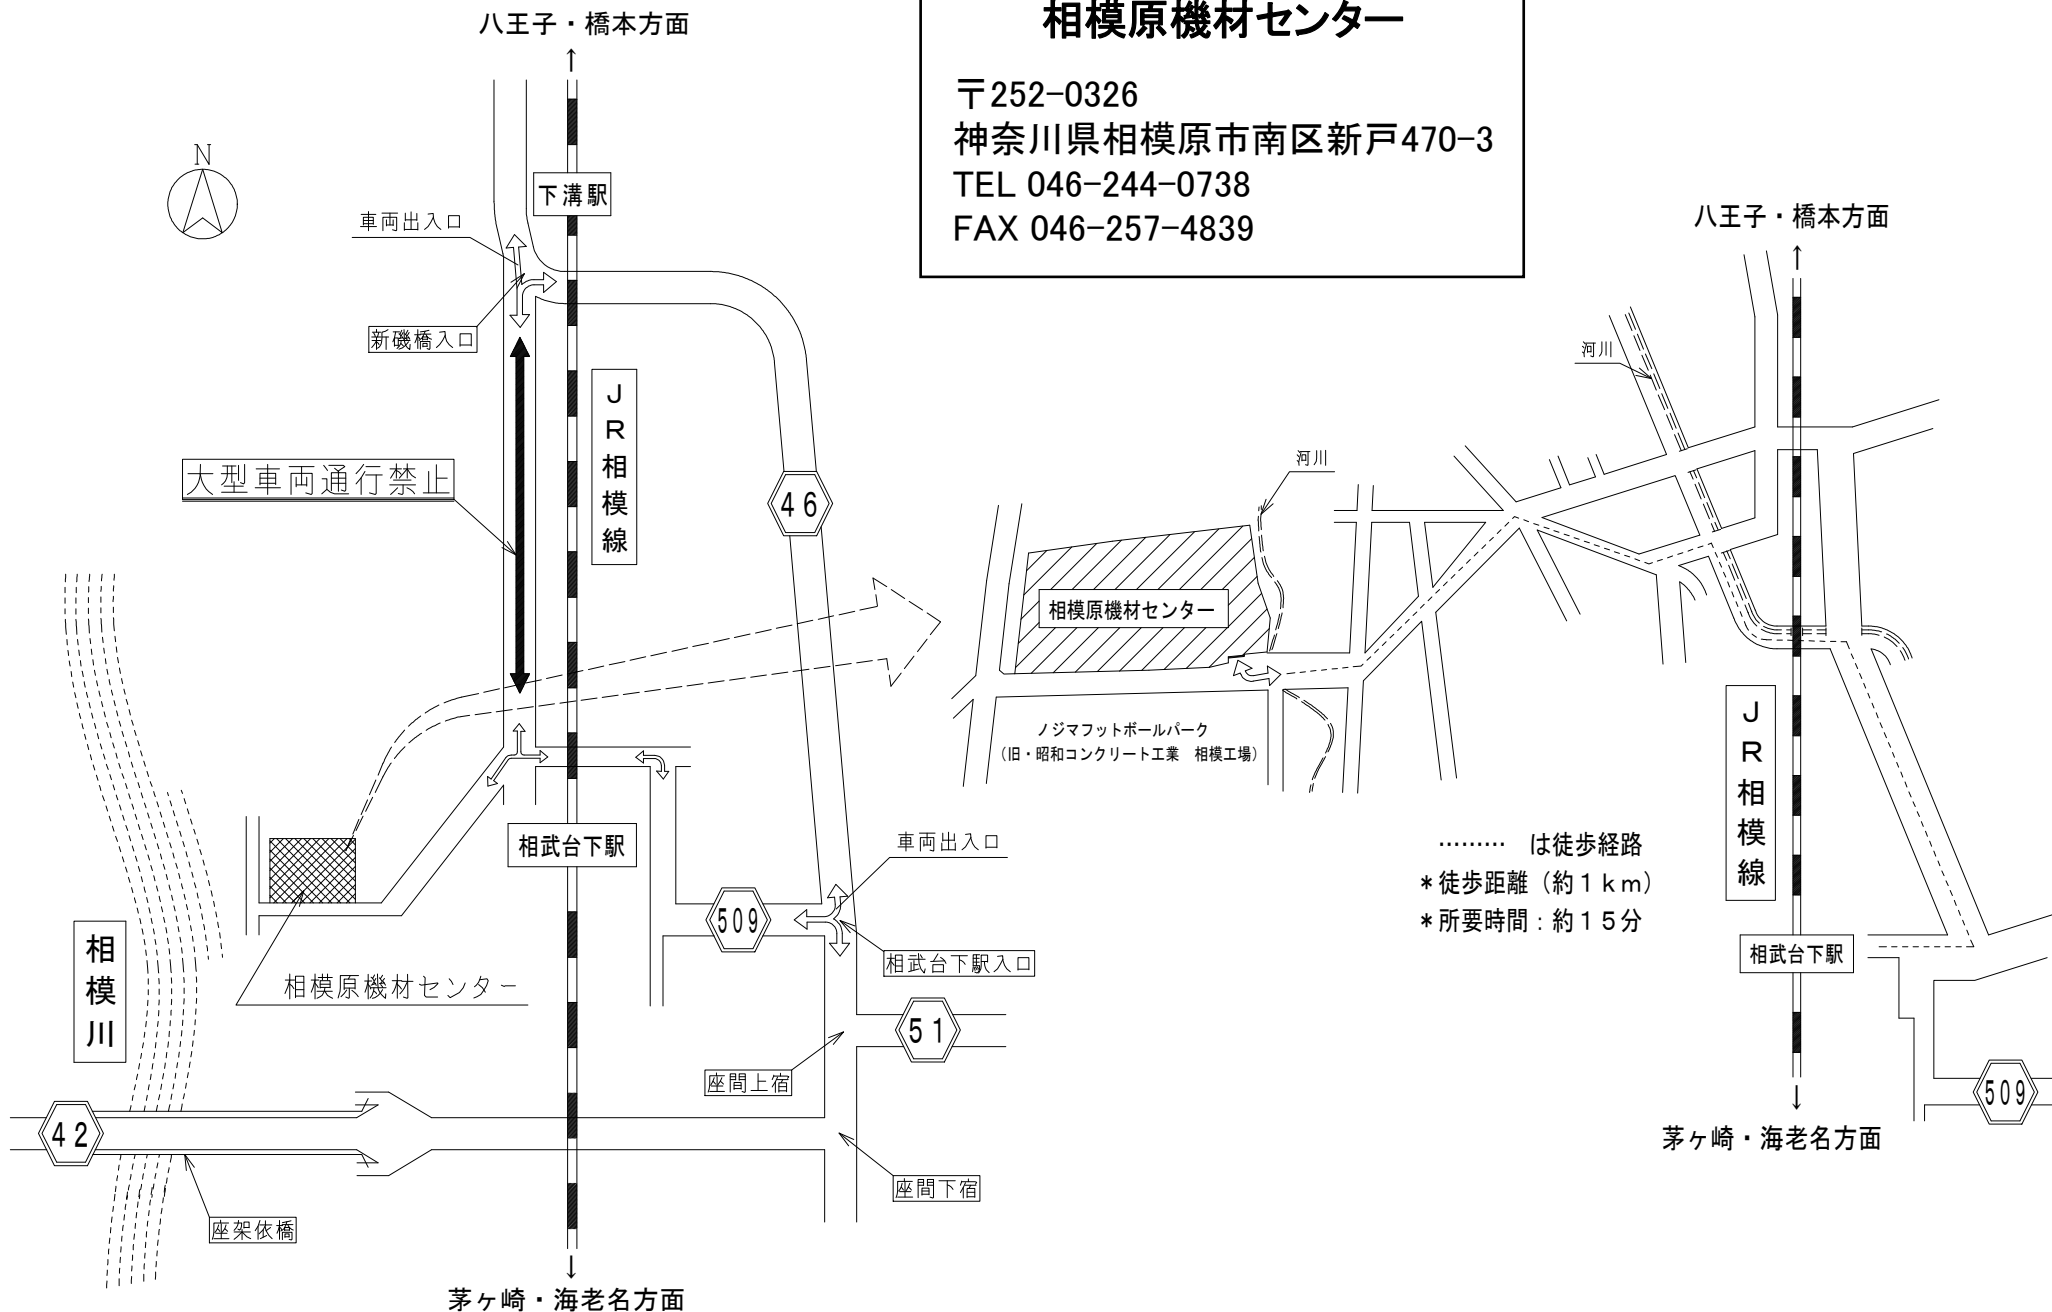 八王子・橋本方面
↑
相模原機材センター
〒252-0326
神奈川県相模原市南区新戸470-3
TEL 046-244-0738
FAX 046-257-4839
N
下溝駅
車両出入口
新磯橋入口
JR相模線
大型車両通行禁止
46
相武台下駅
車両出入口
509
相武台下駅入口
相模原機材センター
相模川
51
座間上宿
42
座間下宿
座架依橋
↓
茅ヶ崎・海老名方面
八王子・橋本方面
↑
河川
河川
相模原機材センター
ノジマフットボールパーク
（旧・昭和コンクリート工業 相模工場）
JR相模線
……… は徒歩経路
*徒歩距離（約1km）
*所要時間：約15分
相武台下駅
509
↓
茅ヶ崎・海老名方面